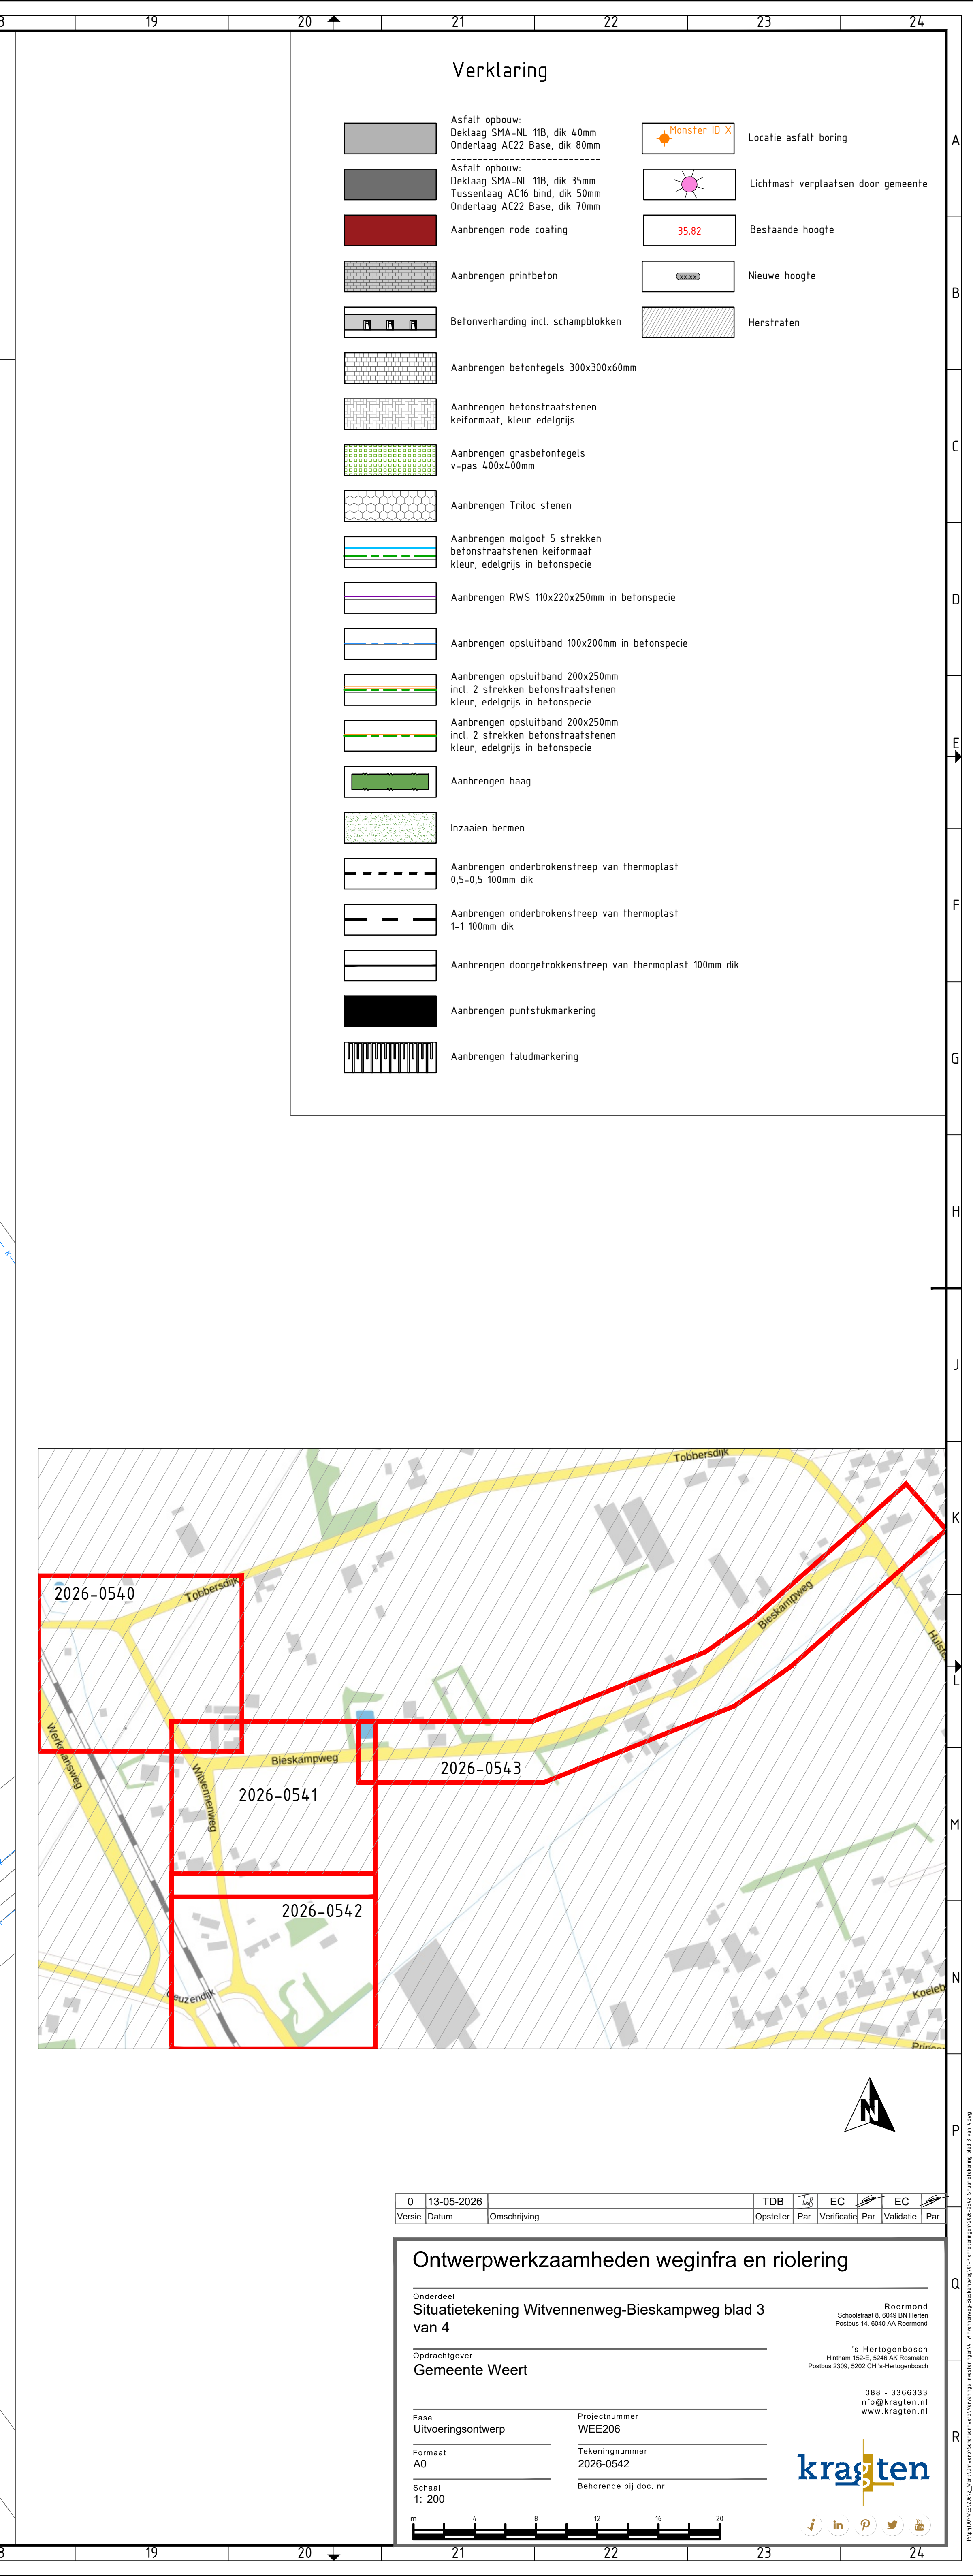 19 20 21 22 23 24
Verklaring
Asfalt opbouw:
Deklaag SMA-NL 11B, dik 40mm
Onderlaag AC22 Base, dik 80mm
Asfalt opbouw:
Deklaag SMA-NL 11B, dik 35mm
Tussenlaag AC16 bind, dik 50mm
Onderlaag AC22 Base, dik 70mm
Aanbrengen rode coating
Aanbrengen printbeton
Betonverharding incl. schampblokken
Aanbrengen betontegels 300x300x60mm
Aanbrengen betonstraatstenen
keiformaat, kleur edelgrijs
Aanbrengen grasbetontegels
v-pas 400x400mm
Aanbrengen Triloc stenen
Aanbrengen molgoot 5 strekken
betonstraatstenen keiformaat
kleur, edelgrijs in betonspecie
Aanbrengen RWS 110x220x250mm in betonspecie
Aanbrengen opsluitband 100x200mm in betonspecie
Aanbrengen opsluitband 200x250mm
incl. 2 strekken betonstraatstenen
kleur, edelgrijs in betonspecie
Aanbrengen opsluitband 200x250mm
incl. 2 strekken betonstraatstenen
kleur, edelgrijs in betonspecie
Aanbrengen haag
Inzaaien bermen
Aanbrengen onderbrokenstreep van thermoplast
0,5-0,5 100mm dik
Aanbrengen onderbrokenstreep van thermoplast
1-1 100mm dik
Aanbrengen doorgetrokkenstreep van thermoplast 100mm dik
Aanbrengen puntstukmarkering
Aanbrengen taludmarkering
Monster ID X
Locatie asfalt boring
Lichtmast verplaatsen door gemeente
35.82
Bestaande hoogte
xx.xx
Nieuwe hoogte
Herstraten
A
B
C
D
E
F
G
H
J
K
L
M
N
P
Q
R
K
Tobbersdijk
2026-0540
Tobbersdijk
Bieskampweg
Werkmansweg
Witvennenweg
Bieskampweg
2026-0543
2026-0541
2026-0542
Geuzendijk
N
0 13-05-2026 TDB EC EC
Versie Datum Omschrijving Opsteller Par. Verificatie Par. Validatie Par.
Ontwerpwerkzaamheden weginfra en riolering
Onderdeel
Situatietekening Witvennenweg-Bieskampweg blad 3
van 4
Opdrachtgever
Gemeente Weert
Fase
Uitvoeringsontwerp
Projectnummer
WEE206
Formaat
A0
Tekeningnummer
2026-0542
Schaal
1: 200
Behorende bij doc. nr.
m 4 8 12 16 20
Roermond
Schoolstraat 8, 6049 BN Herten
Postbus 14, 6040 AA Roermond
's-Hertogenbosch
Hintham 152-E, 5246 AK Rosmalen
Postbus 2309, 5202 CH 's-Hertogenbosch
088 - 3366333
info@kragten.nl
www.kragten.nl
kragten
19 20 21 22 23 24